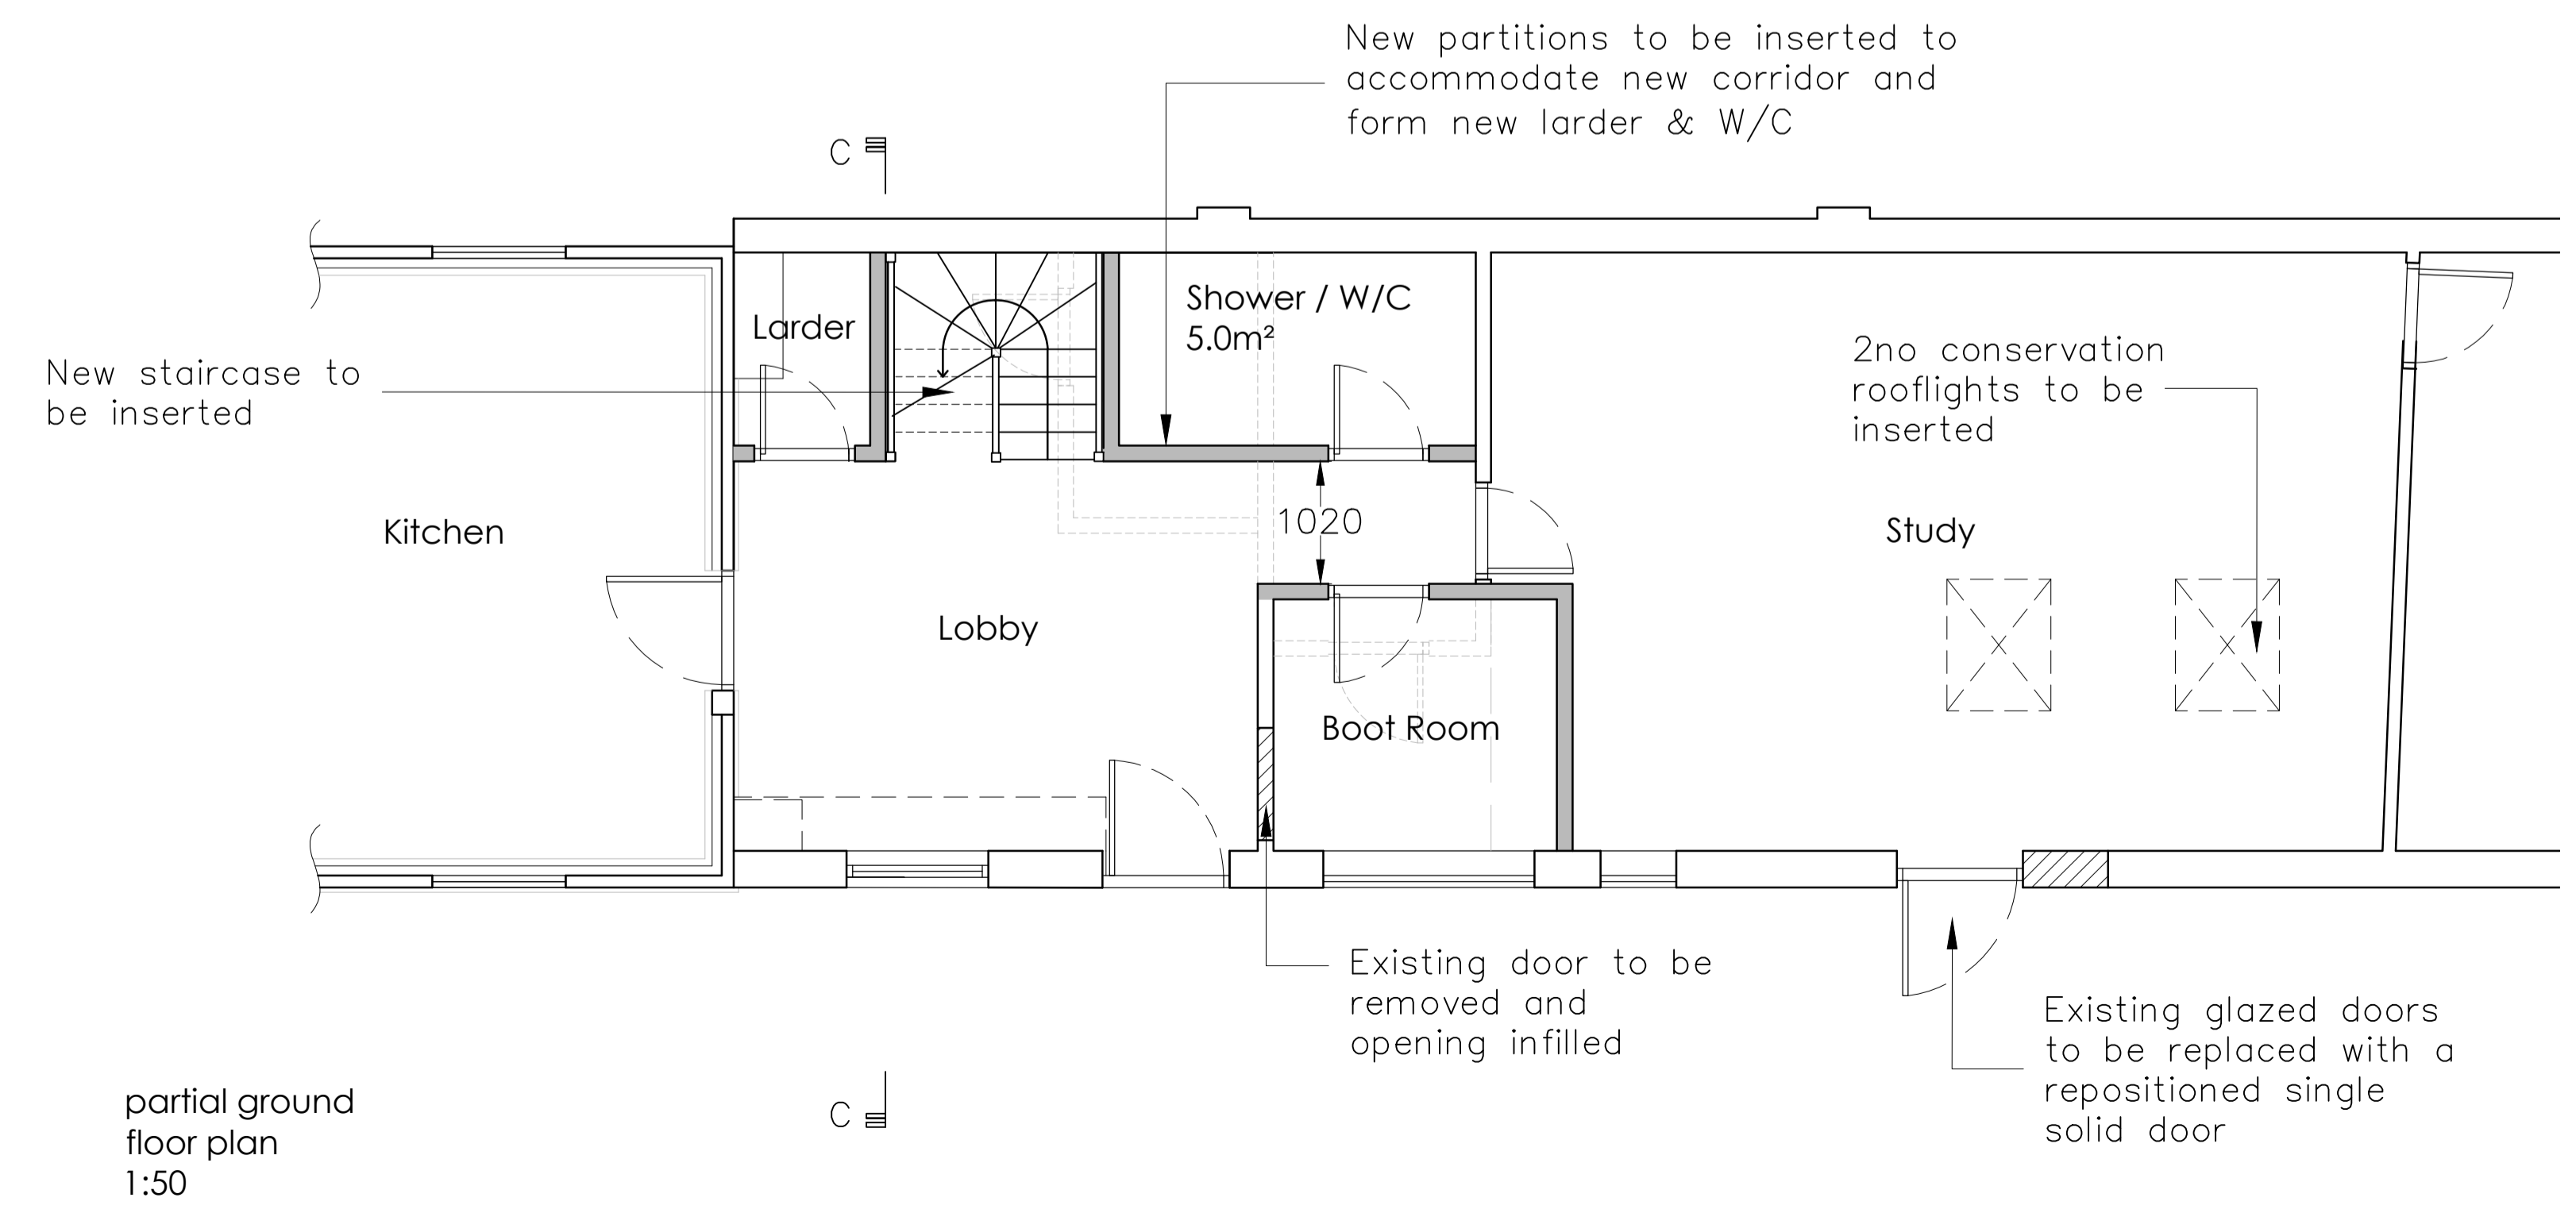 New partitions to be inserted to
accommodate new corridor and
form new larder & W/C
C
Larder
Shower / W/C
5.0m²
New staircase to
be inserted
2no conservation
rooflights to be
inserted
Kitchen
1020
Study
Lobby
Boot Room
Existing door to be
removed and
opening infilled
Existing glazed doors
to be replaced with a
repositioned single
solid door
C
partial ground
floor plan
1:50